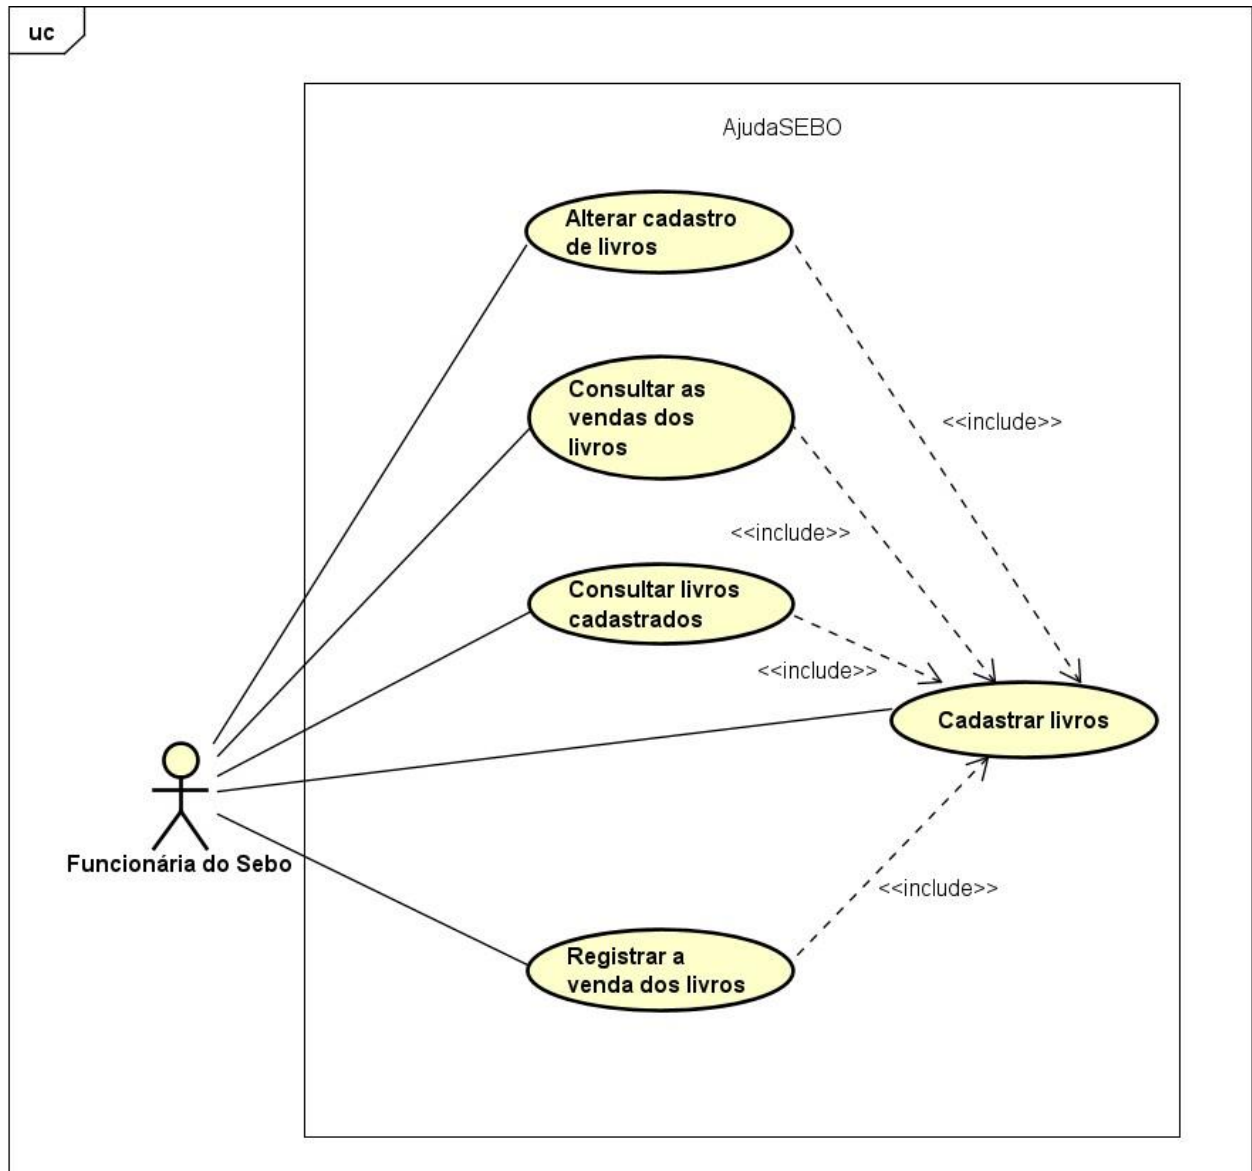 uc
AjudaSEBO
Alterar cadastro
de livros
Consultar as
vendas dos
livros
<<include>>
<<include>>
Consultar livros
cadastrados
<<include>>
Cadastrar livros
Funcionária do Sebo
<<include>>
Registrar a
venda dos livros